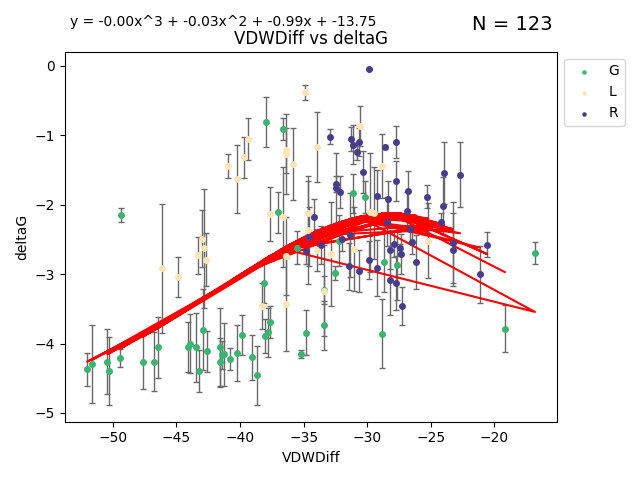 y = -0.00x^3 + -0.03x^2 + -0.99x + -13.75
N = 123
VDWDiff vs deltaG
G
L
R
deltaG
0
−1
−2
−3
−4
−5
−50 −45 −40 −35 −30 −25 −20
VDWDiff